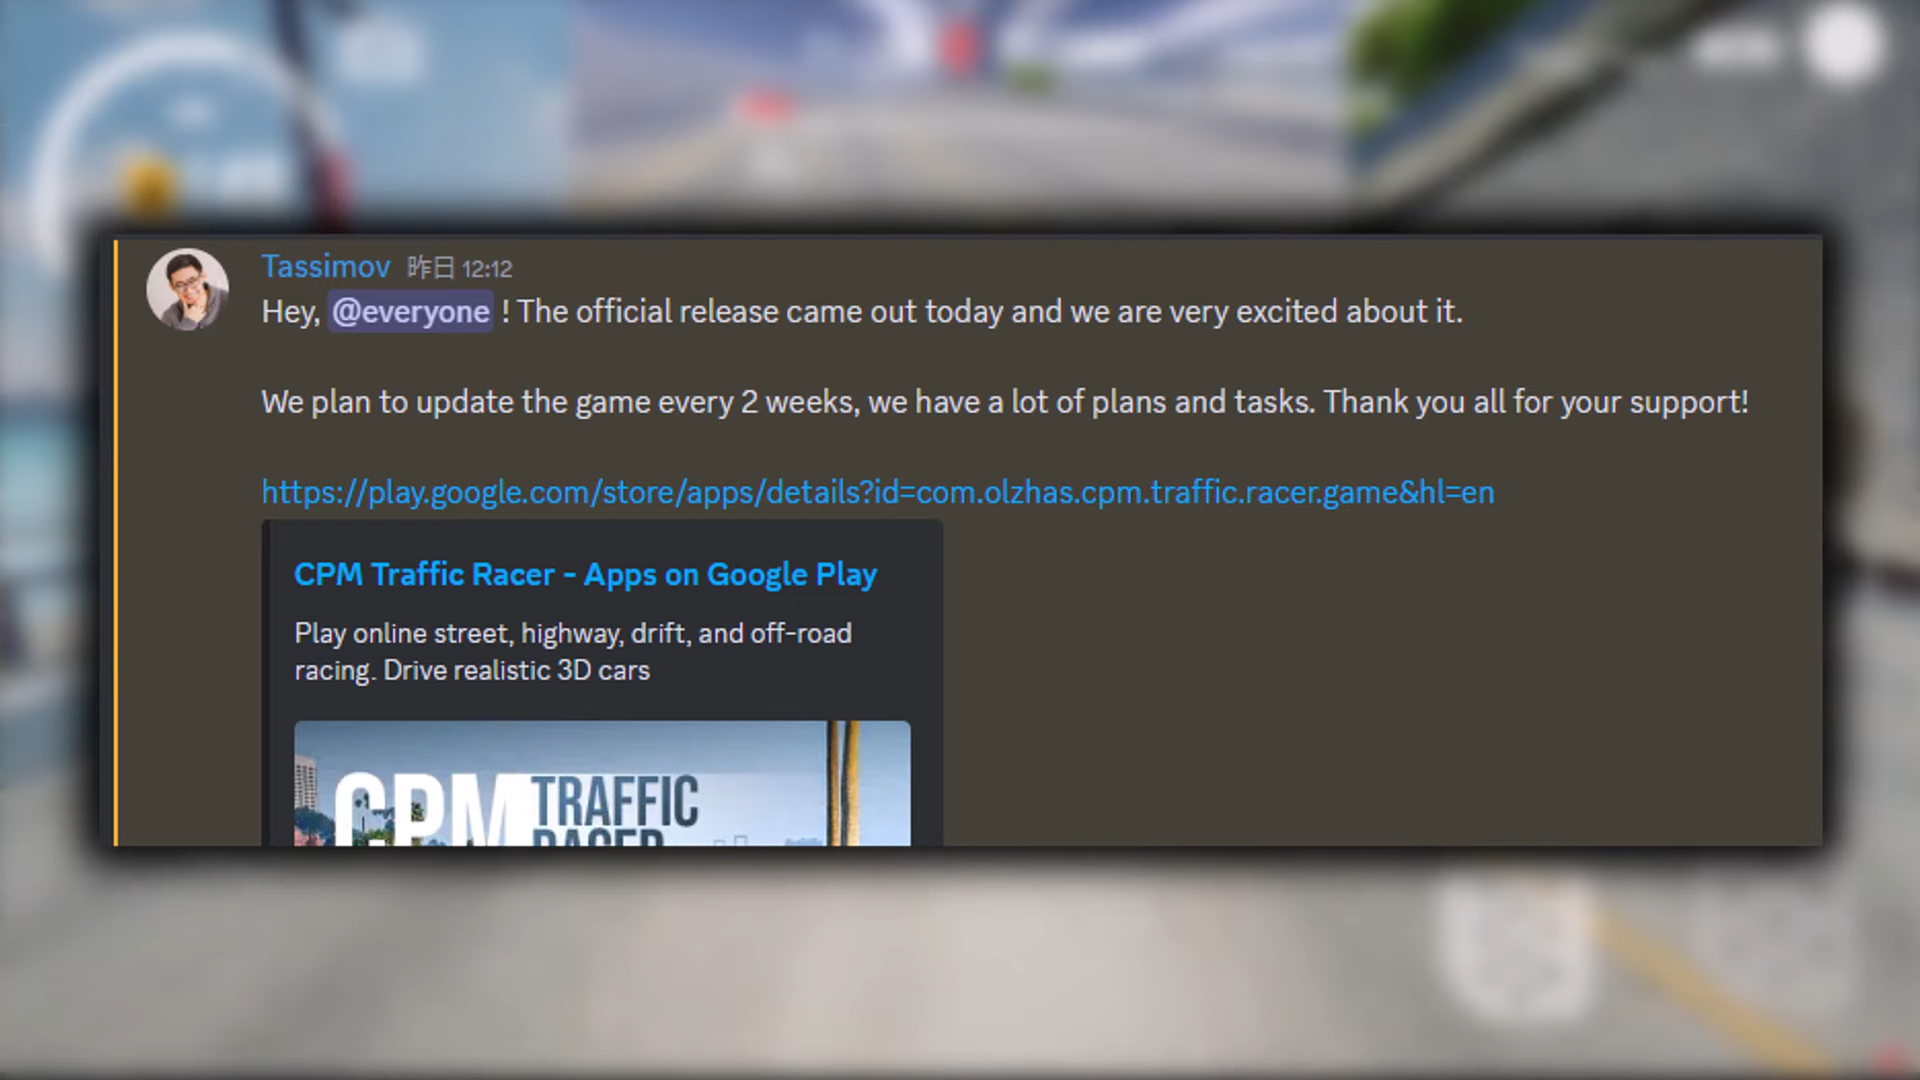 Tassimov 昨日 12:12
Hey, @everyone ! The official release came out today and we are very excited about it.
We plan to update the game every 2 weeks, we have a lot of plans and tasks. Thank you all for your support!
https://play.google.com/store/apps/details?id=com.olzhas.cpm.traffic.racer.game&hl=en
CPM Traffic Racer - Apps on Google Play
Play online street, highway, drift, and off-road
racing. Drive realistic 3D cars
CPM TRAFFIC
RACER